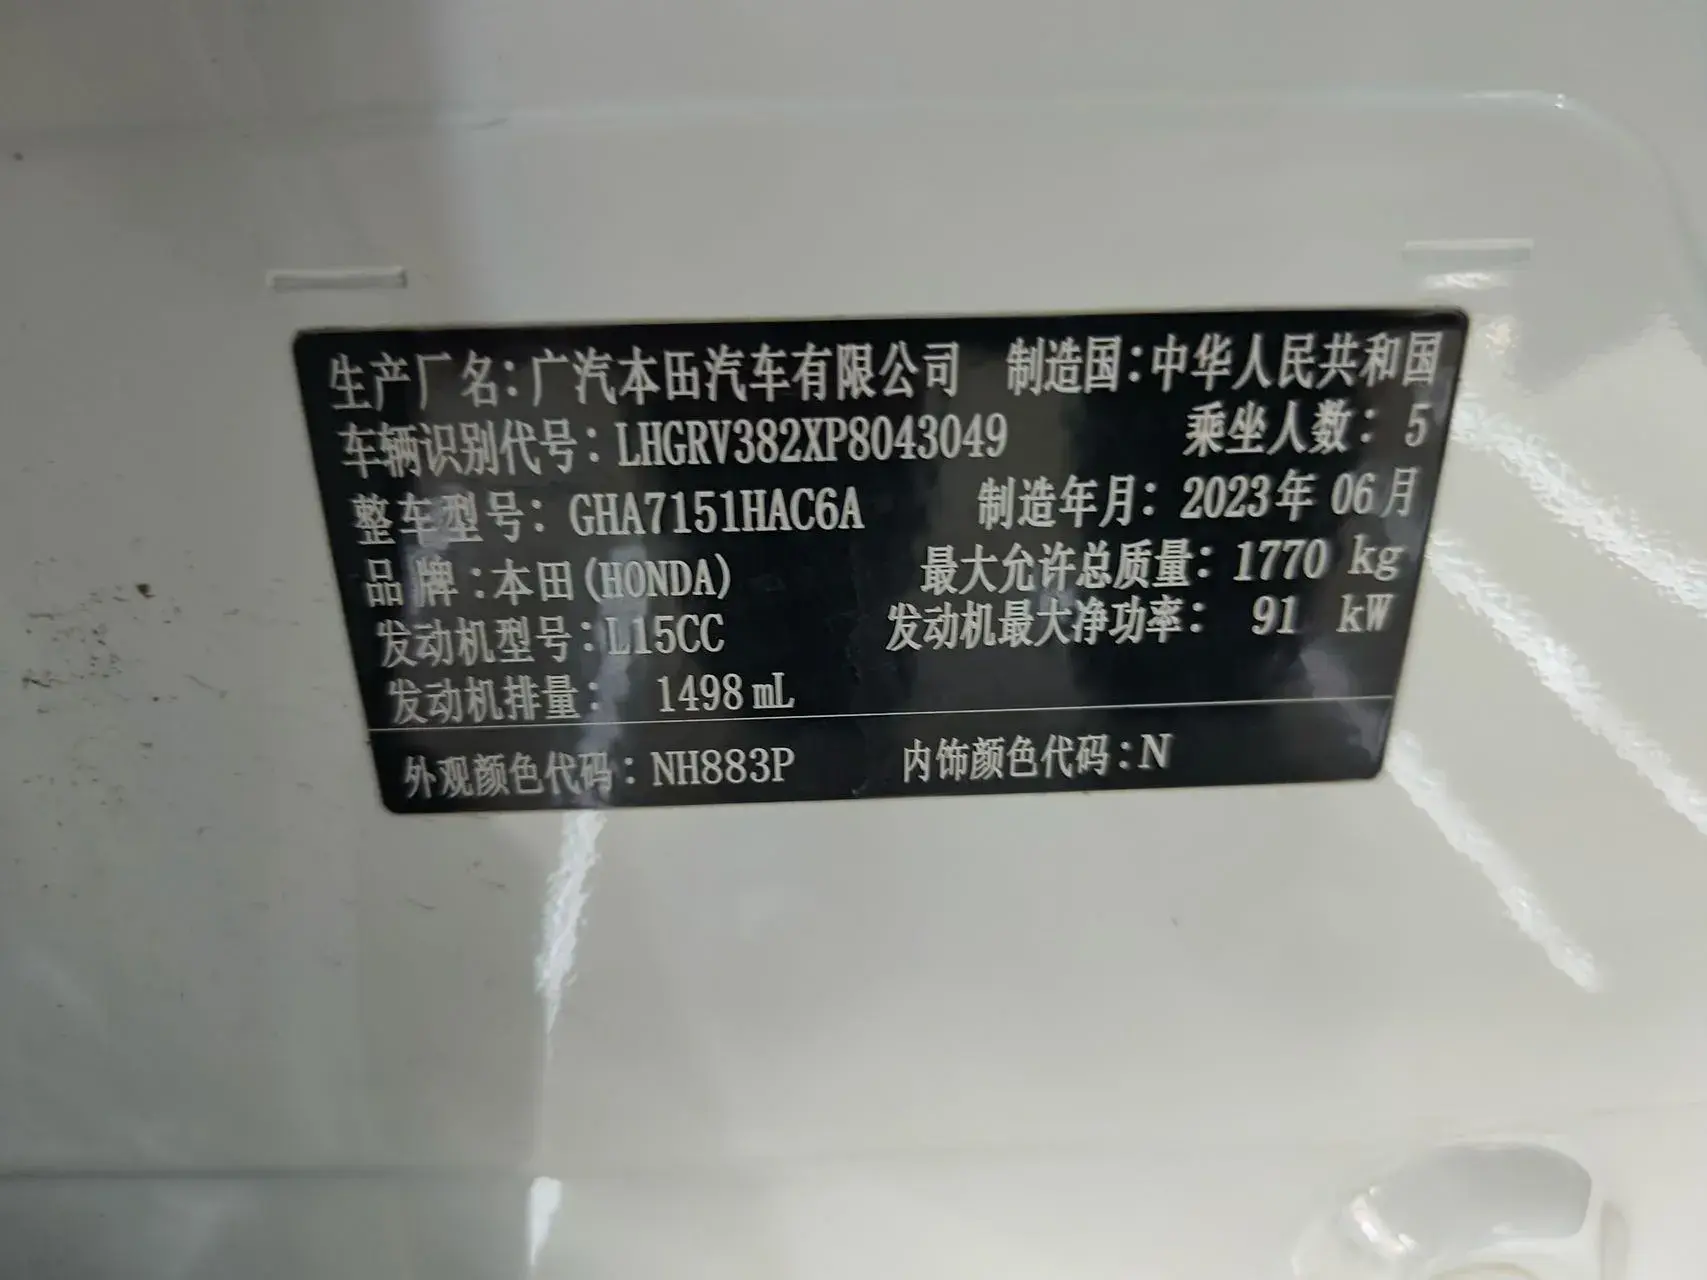 生产厂名：广汽本田汽车有限公司 制造国：中华人民共和国
车辆识别代号：LHGRV382XP8043049 乘坐人数：5
整车型号：GHA7151HAC6A 制造年月：2023年06月
品牌：本田(HONDA) 最大允许总质量：1770 kg
发动机型号：L15CC 发动机最大净功率：91 kW
发动机排量：1498 mL
外观颜色代码：NH883P 内饰颜色代码：N